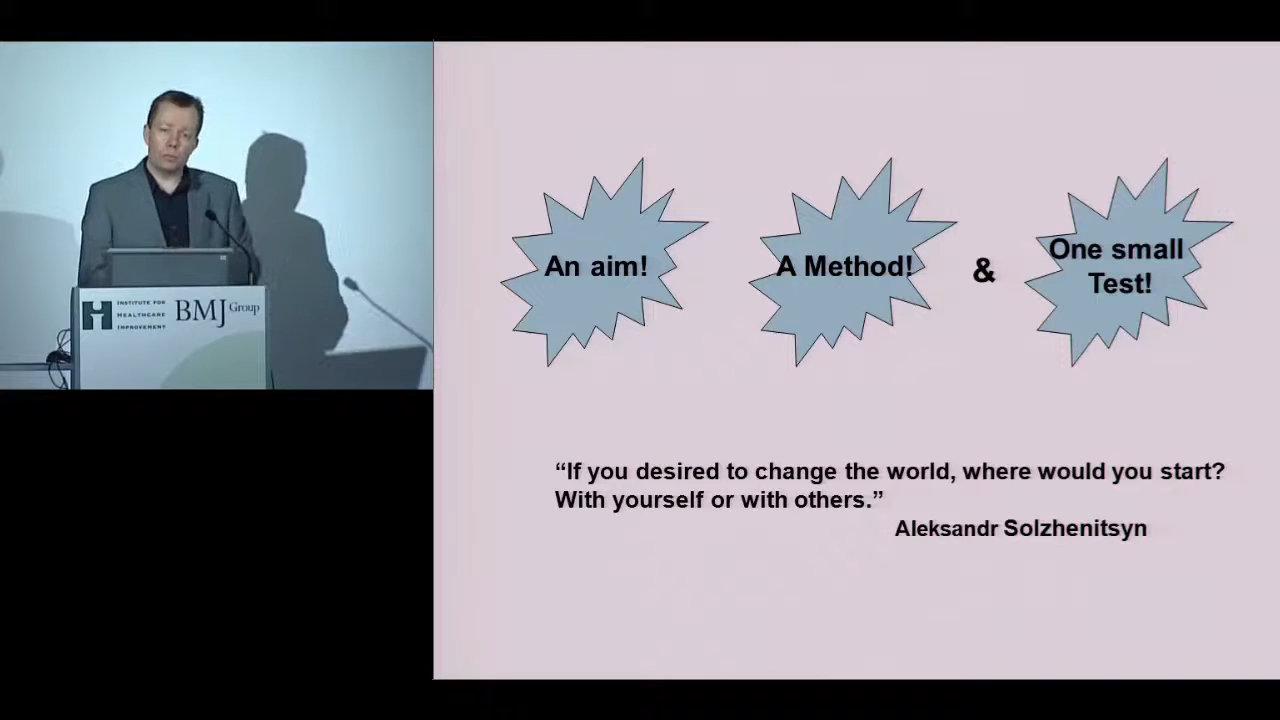 INSTITUTE FOR
HEALTHCARE
IMPROVEMENT
BMJ Group
An aim!
A Method!
&
One small
Test!
“If you desired to change the world, where would you start?
With yourself or with others.”
Aleksandr Solzhenitsyn